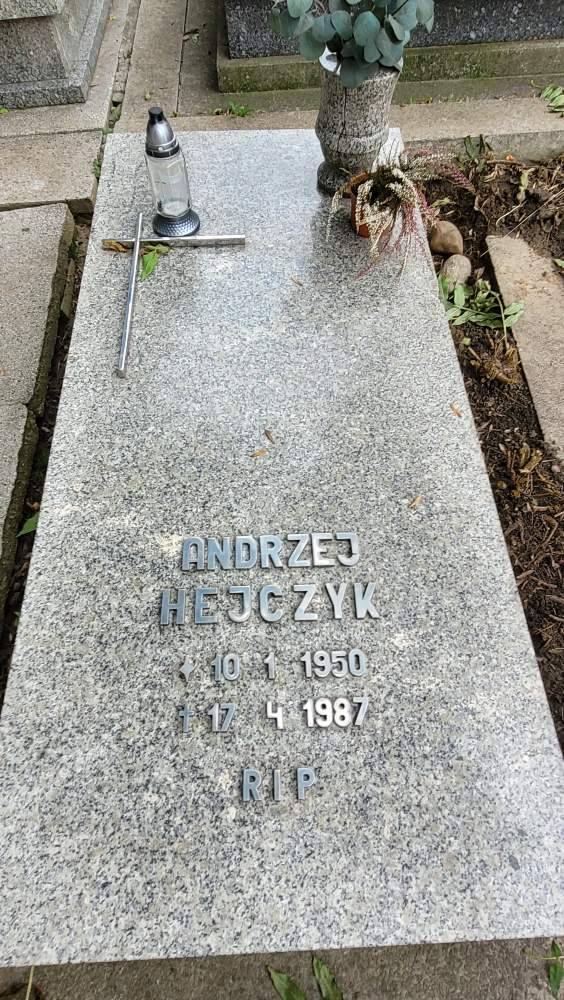 ANDRZEJ
HEJCZYK
✦ 10 1 1950
† 17 4 1987
RIP